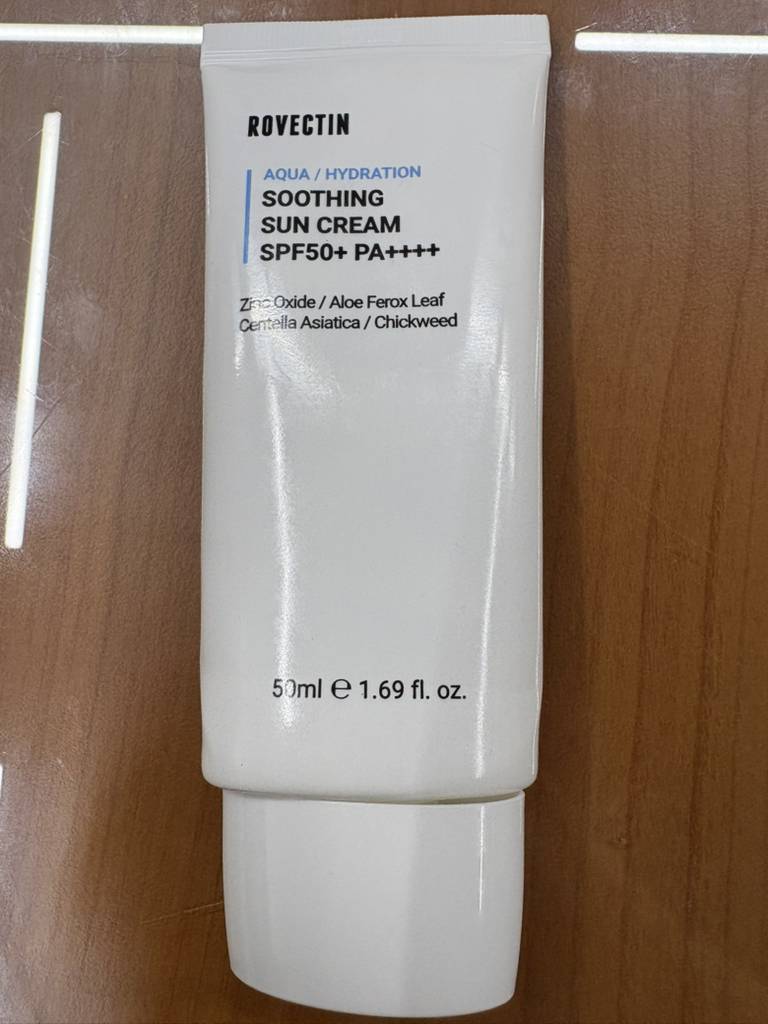 ROVECTIN
AQUA / HYDRATION
SOOTHING
SUN CREAM
SPF50+ PA++++
Zinc Oxide / Aloe Ferox Leaf
Centella Asiatica / Chickweed
50ml ℮ 1.69 fl. oz.